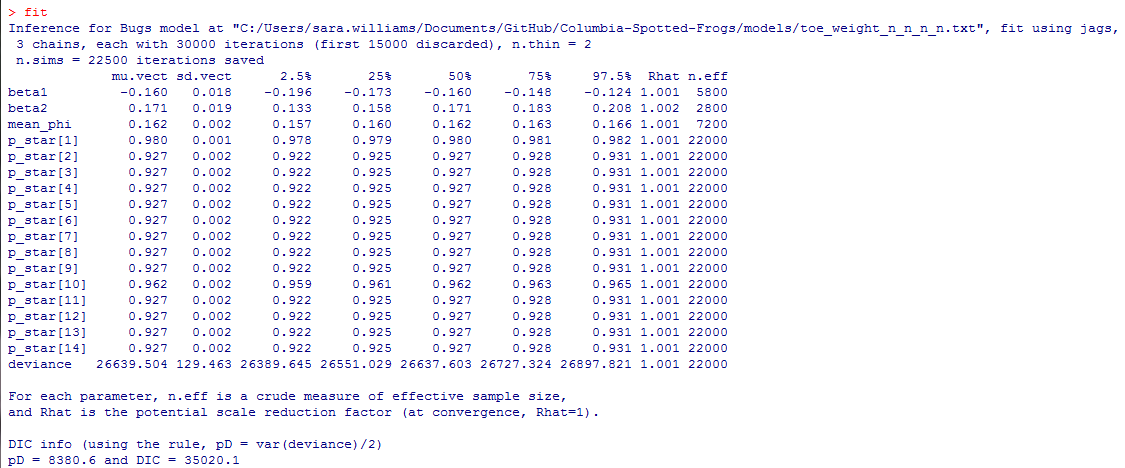 > fit
Inference for Bugs model at "C:/Users/sara.williams/Documents/GitHub/Columbia-Spotted-Frogs/models/toe_weight_n_n_n_n.txt", fit using jags,
 3 chains, each with 30000 iterations (first 15000 discarded), n.thin = 2
 n.sims = 22500 iterations saved
            mu.vect sd.vect      2.5%       25%       50%       75%     97.5%  Rhat n.eff
beta1        -0.160   0.018    -0.196    -0.173    -0.160    -0.148    -0.124 1.001  5800
beta2         0.171   0.019     0.133     0.158     0.171     0.183     0.208 1.002  2800
mean_phi      0.162   0.002     0.157     0.160     0.162     0.163     0.166 1.001  7200
p_star[1]     0.980   0.001     0.978     0.979     0.980     0.981     0.982 1.001 22000
p_star[2]     0.927   0.002     0.922     0.925     0.927     0.928     0.931 1.001 22000
p_star[3]     0.927   0.002     0.922     0.925     0.927     0.928     0.931 1.001 22000
p_star[4]     0.927   0.002     0.922     0.925     0.927     0.928     0.931 1.001 22000
p_star[5]     0.927   0.002     0.922     0.925     0.927     0.928     0.931 1.001 22000
p_star[6]     0.927   0.002     0.922     0.925     0.927     0.928     0.931 1.001 22000
p_star[7]     0.927   0.002     0.922     0.925     0.927     0.928     0.931 1.001 22000
p_star[8]     0.927   0.002     0.922     0.925     0.927     0.928     0.931 1.001 22000
p_star[9]     0.927   0.002     0.922     0.925     0.927     0.928     0.931 1.001 22000
p_star[10]    0.962   0.002     0.959     0.961     0.962     0.963     0.965 1.001 22000
p_star[11]    0.927   0.002     0.922     0.925     0.927     0.928     0.931 1.001 22000
p_star[12]    0.927   0.002     0.922     0.925     0.927     0.928     0.931 1.001 22000
p_star[13]    0.927   0.002     0.922     0.925     0.927     0.928     0.931 1.001 22000
p_star[14]    0.927   0.002     0.922     0.925     0.927     0.928     0.931 1.001 22000
deviance   26639.504 129.463 26389.645 26551.029 26637.603 26727.324 26897.821 1.001 22000

For each parameter, n.eff is a crude measure of effective sample size,
and Rhat is the potential scale reduction factor (at convergence, Rhat=1).

DIC info (using the rule, pD = var(deviance)/2)
pD = 8380.6 and DIC = 35020.1